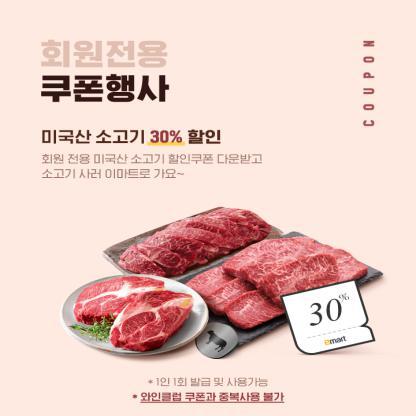 회원전용
쿠폰행사
COUPON
미국산 소고기 30% 할인
회원 전용 미국산 소고기 할인쿠폰 다운받고
소고기 사러 이마트로 가요~
30%
emart
* 1인 1회 발급 및 사용가능
* 와인클럽 쿠폰과 중복사용 불가